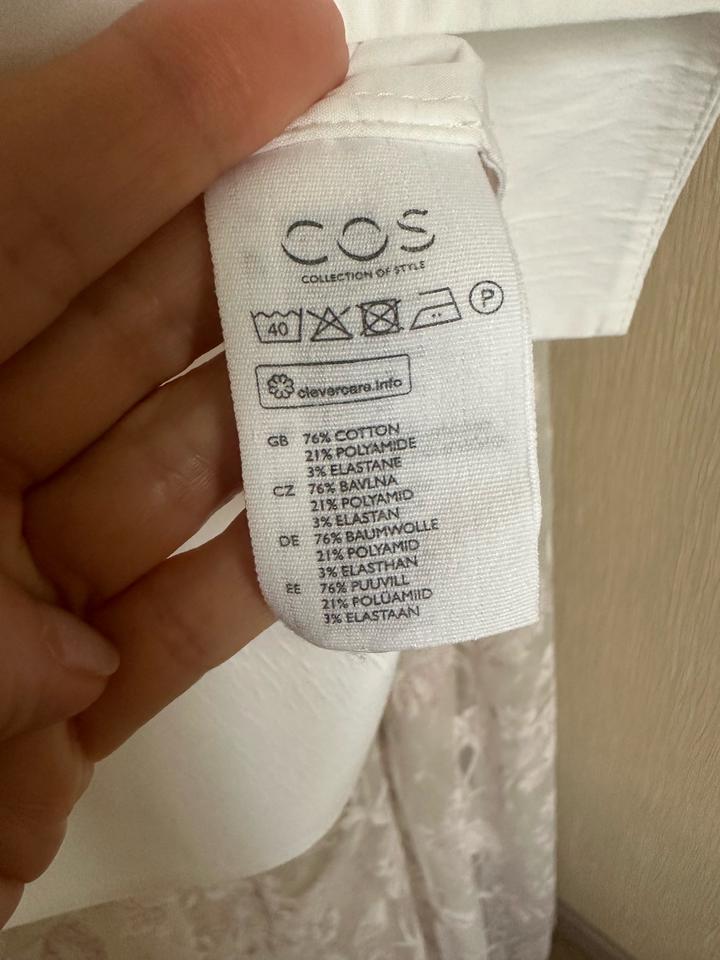 COS
COLLECTION OF STYLE
40 P
clevercare.info
GB 76% COTTON
21% POLYAMIDE
3% ELASTANE
CZ 76% BAVLNA
21% POLYAMID
3% ELASTAN
DE 76% BAUMWOLLE
21% POLYAMID
3% ELASTHAN
EE 76% PUUVILL
21% POLÜAMIID
3% ELASTAAN